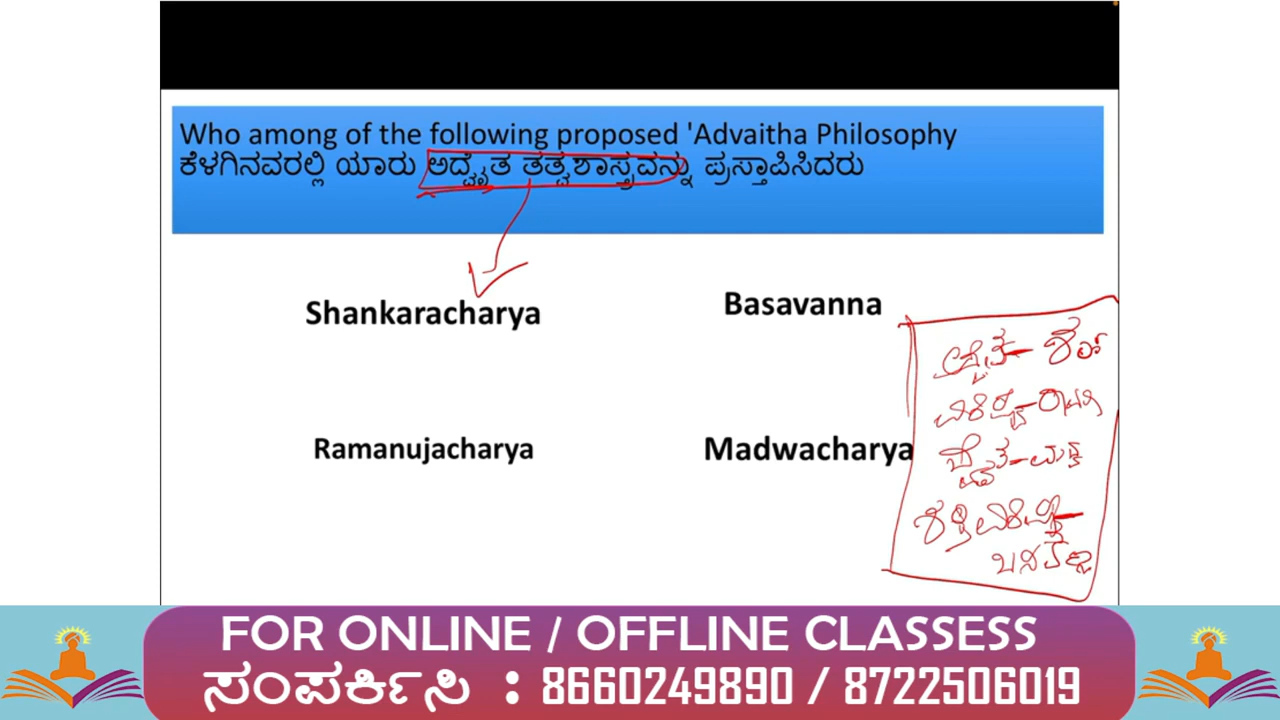 Who among of the following proposed 'Advaitha Philosophy
ಕೆಳಗಿನವರಲ್ಲಿ ಯಾರು ಅದ್ವೈತ ತತ್ವಶಾಸ್ತ್ರವನ್ನು ಪ್ರಸ್ತಾಪಿಸಿದರು
Shankaracharya
Basavanna
Ramanujacharya
Madwacharya
FOR ONLINE / OFFLINE CLASSESS
ಸಂಪರ್ಕಿಸಿ : 8660249890 / 8722506019